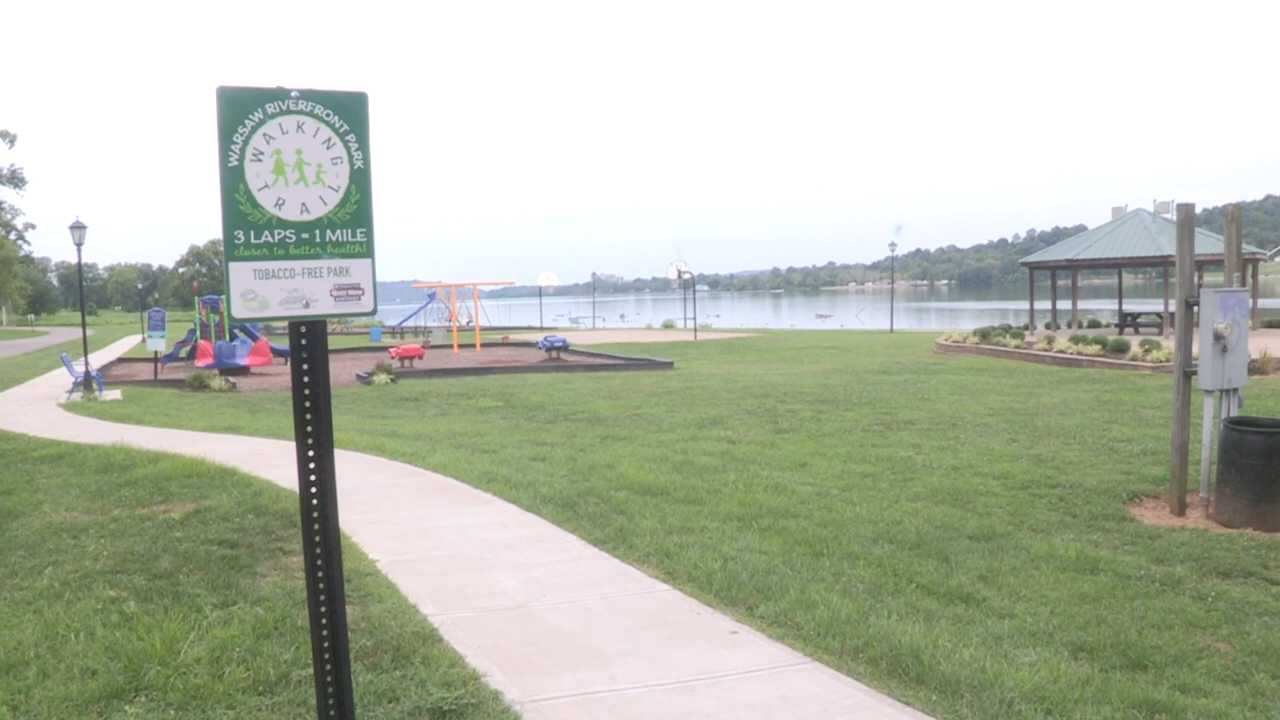 WARSAW RIVERFRONT PARK
WALKING
TRAIL
3 LAPS = 1 MILE
closer to better health!
TOBACCO-FREE PARK